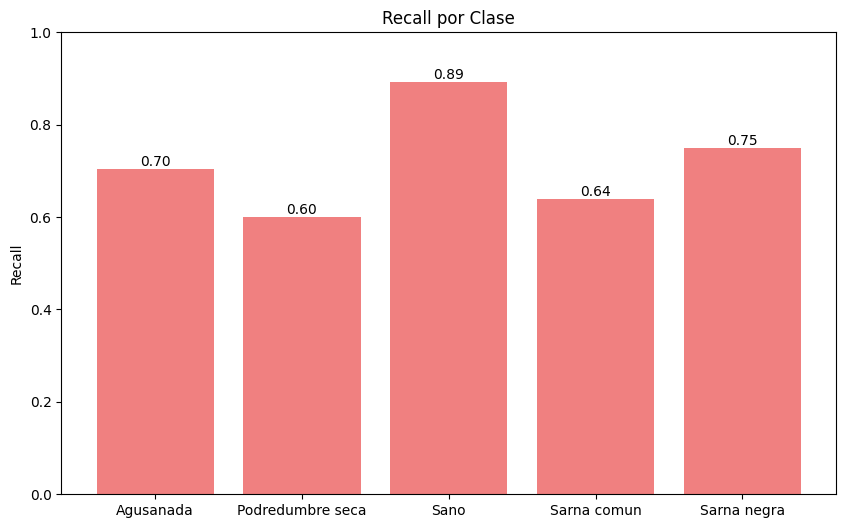 Recall por Clase
Recall
1.0
0.8
0.6
0.4
0.2
0.0
0.70
0.60
0.89
0.64
0.75
Agusanada
Podredumbre seca
Sano
Sarna comun
Sarna negra